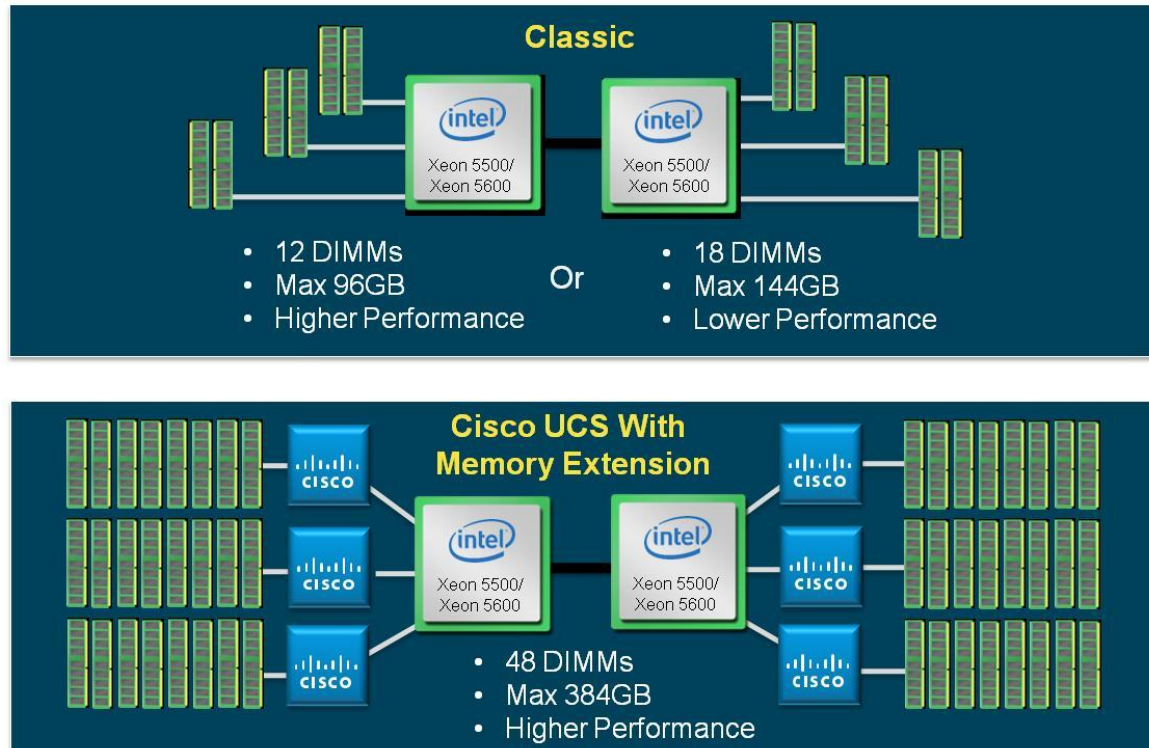 Classic
intel
Xeon 5500/
Xeon 5600
intel
Xeon 5500/
Xeon 5600
• 12 DIMMs
• Max 96GB
• Higher Performance
Or
• 18 DIMMs
• Max 144GB
• Lower Performance
Cisco UCS With
Memory Extension
CISCO
CISCO
CISCO
intel
Xeon 5500/
Xeon 5600
intel
Xeon 5500/
Xeon 5600
CISCO
CISCO
CISCO
• 48 DIMMs
• Max 384GB
• Higher Performance